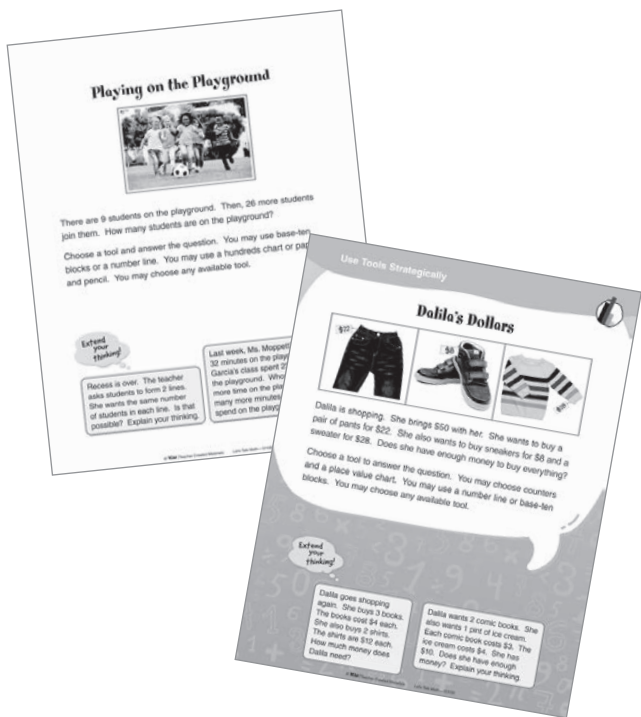 Playing on the Playground
There are 9 students on the playground. Then, 26 more students
join them. How many students are on the playground?
Choose a tool and answer the question. You may use base-ten
blocks or a number line. You may use a hundreds chart or
and pencil. You may choose any available tool.
Extend
your
thinking!
Recess is over. The teacher
asks students to form 2 lines.
She wants the same number
of students in each line. Is that
possible? Explain your thinking.
Last week, Ms. Moppett
32 minutes on the
Garcia's class spent
the playground.
more time on the
many more minutes
spend on the
Use Tools Strategically
Dalila's Dollars
$22
$8
$28
Dalila is shopping. She brings $50 with her. She wants to buy a
pair of pants for $22. She also wants to buy sneakers for $8 and a
sweater for $28. Does she have enough money to buy everything?
Choose a tool to answer the question. You may choose counters
and a place value chart. You may use a number line or base-ten
blocks. You may choose any available tool.
Extend
your
thinking!
Dalila goes shopping
again. She buys 3 books.
The books cost $4 each.
She also buys 2 shirts.
The shirts are $12 each.
How much money does
Dalila need?
Dalila wants 2 comic books. She
also wants 1 pint of ice cream.
Each comic book costs $3. The
ice cream costs $4. She has
$10. Does she have enough
money? Explain your thinking.